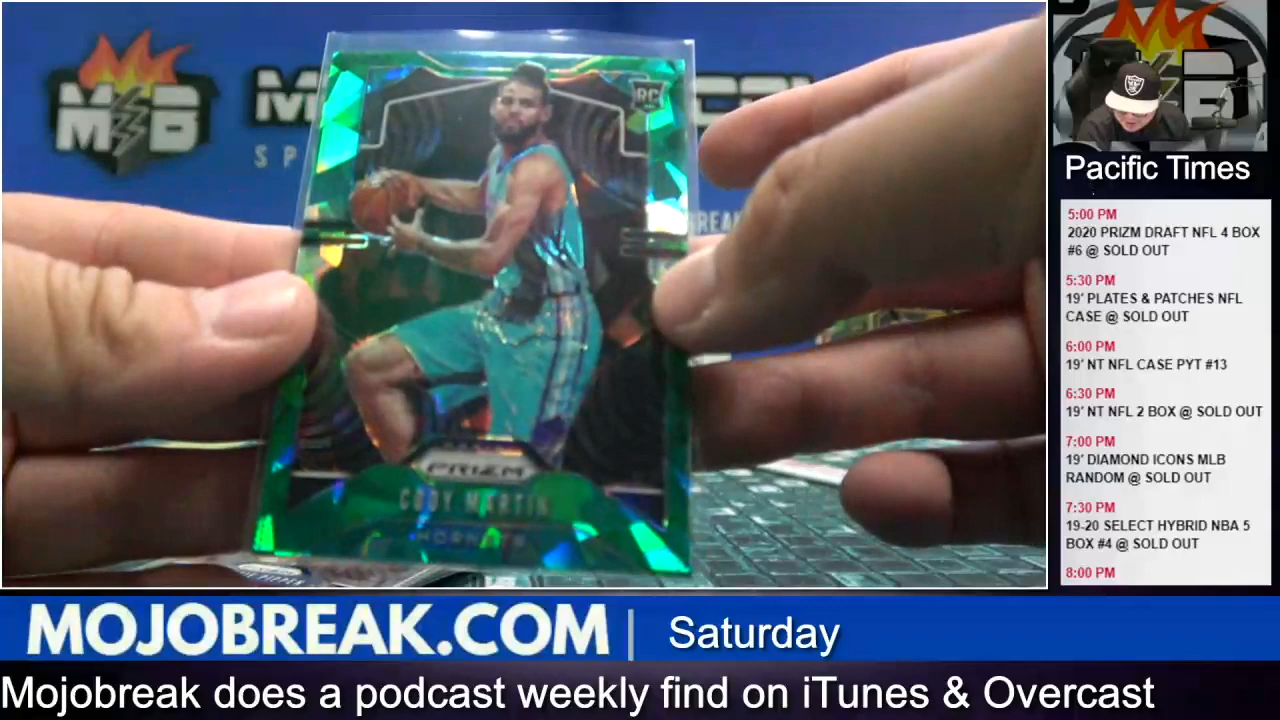 M B
SP
RC
PRIZM
CODY MARTIN
HORNETS
Pacific Times
5:00 PM
2020 PRIZM DRAFT NFL 4 BOX
#6 @ SOLD OUT
5:30 PM
19' PLATES & PATCHES NFL
CASE @ SOLD OUT
6:00 PM
19' NT NFL CASE PYT #13
6:30 PM
19' NT NFL 2 BOX @ SOLD OUT
7:00 PM
19' DIAMOND ICONS MLB
RANDOM @ SOLD OUT
7:30 PM
19-20 SELECT HYBRID NBA 5
BOX #4 @ SOLD OUT
8:00 PM
MOJOBREAK.COM | Saturday
Mojobreak does a podcast weekly find on iTunes & Overcast